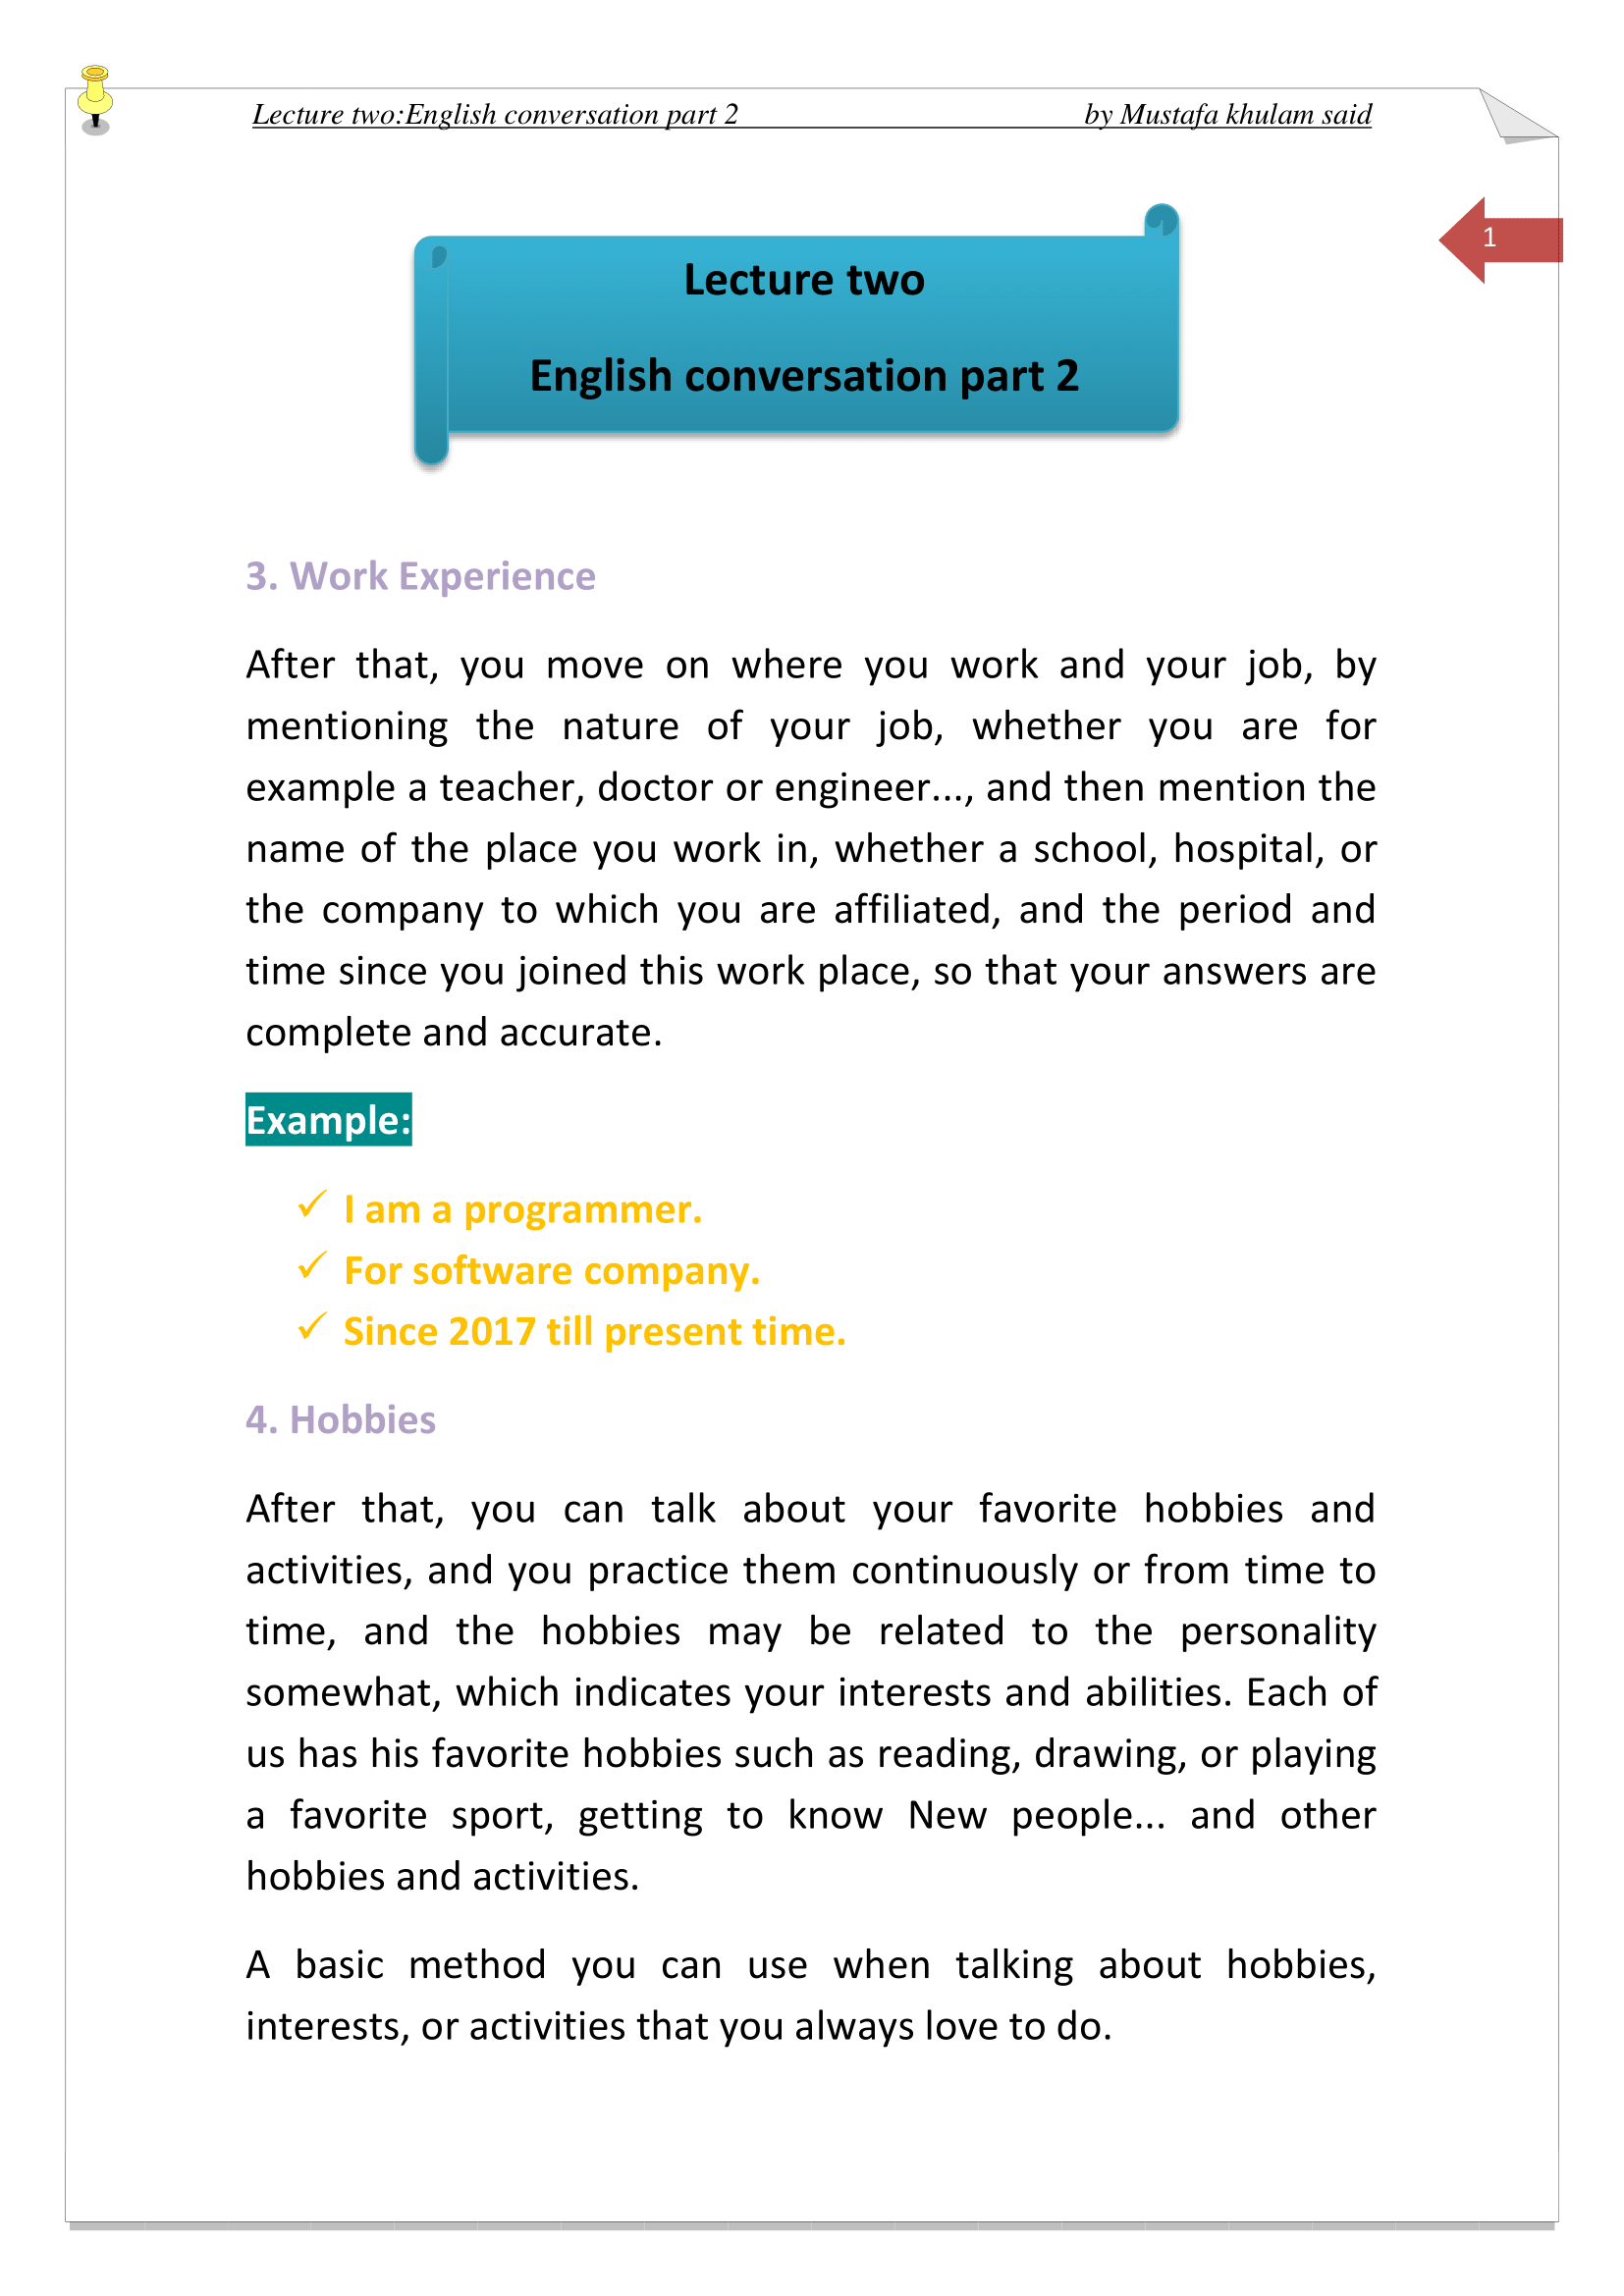 Lecture two:English conversation part 2 by Mustafa khulam said
1
Lecture two
English conversation part 2
3. Work Experience
After that, you move on where you work and your job, by
mentioning the nature of your job, whether you are for
example a teacher, doctor or engineer..., and then mention the
name of the place you work in, whether a school, hospital, or
the company to which you are affiliated, and the period and
time since you joined this work place, so that your answers are
complete and accurate.
Example:
✓ I am a programmer.
✓ For software company.
✓ Since 2017 till present time.
4. Hobbies
After that, you can talk about your favorite hobbies and
activities, and you practice them continuously or from time to
time, and the hobbies may be related to the personality
somewhat, which indicates your interests and abilities. Each of
us has his favorite hobbies such as reading, drawing, or playing
a favorite sport, getting to know New people... and other
hobbies and activities.
A basic method you can use when talking about hobbies,
interests, or activities that you always love to do.